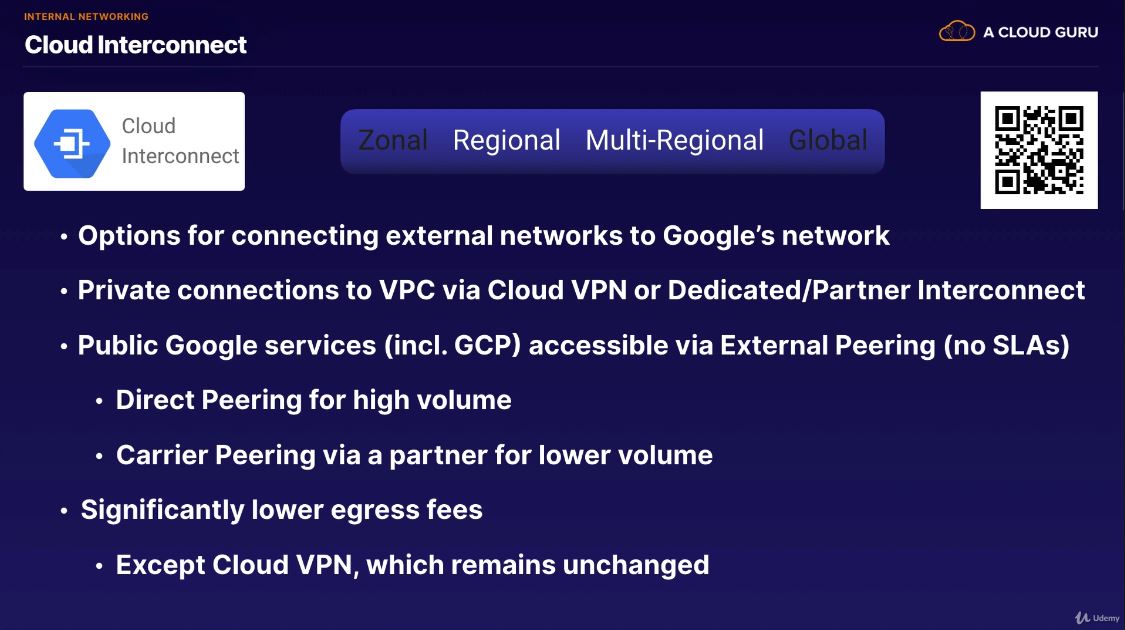 INTERNAL NETWORKING
Cloud Interconnect
A CLOUD GURU
Cloud
Interconnect
Zonal Regional Multi-Regional Global
• Options for connecting external networks to Google’s network
• Private connections to VPC via Cloud VPN or Dedicated/Partner Interconnect
• Public Google services (incl. GCP) accessible via External Peering (no SLAs)
• Direct Peering for high volume
• Carrier Peering via a partner for lower volume
• Significantly lower egress fees
• Except Cloud VPN, which remains unchanged
Udemy